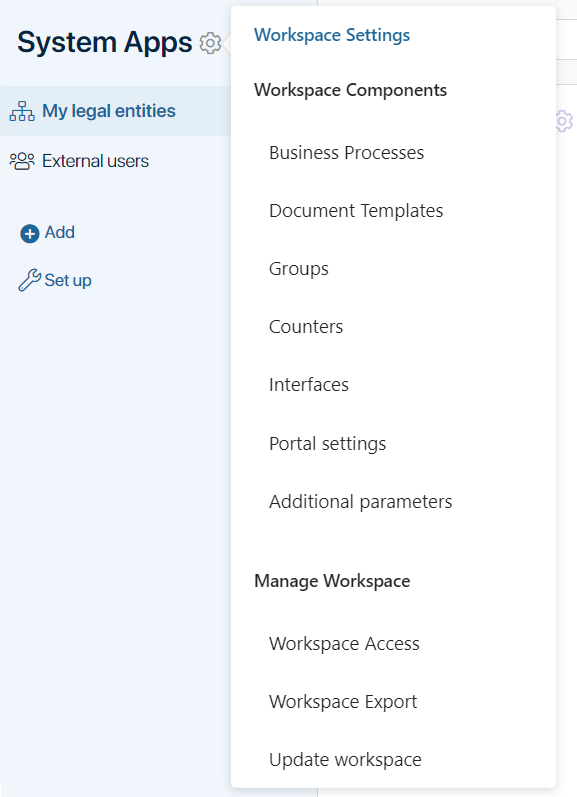 System Apps
My legal entities
External users
Add
Set up
Workspace Settings
Workspace Components
Business Processes
Document Templates
Groups
Counters
Interfaces
Portal settings
Additional parameters
Manage Workspace
Workspace Access
Workspace Export
Update workspace